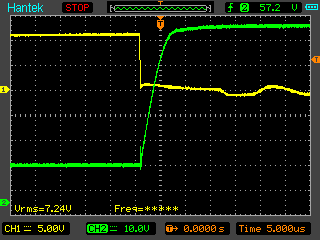 Hantek STOP T f 2 57.2 V
T
1
T
2
Vrms=7.24V Freq=*****
CH1 5.00V CH2 10.0V T 0.0000s Time 5.000us